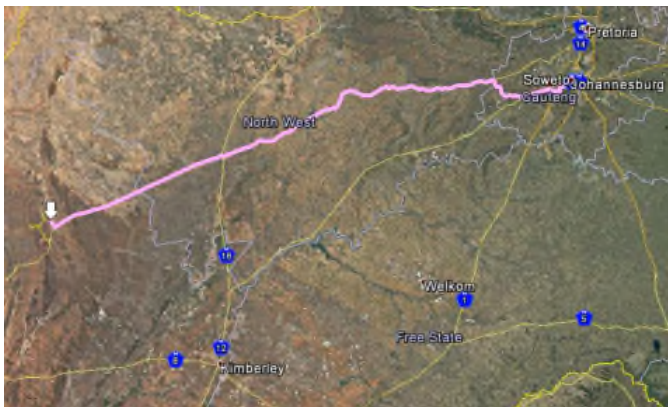 Pretoria
14
Soweto
Johannesburg
Gauteng
North West
18
Welkom
1
5
Free State
12
8
Kimberley